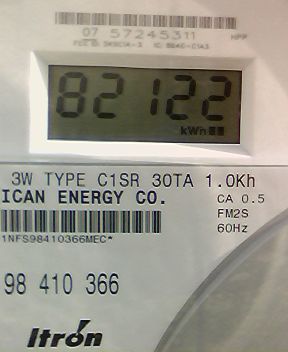 07 57245311
82122
kWh
3W TYPE C1SR 30TA 1.0Kh
ICAN ENERGY CO.
CA 0.5
FM2S
60Hz
1NFS98410366MEC*
98 410 366
Itron